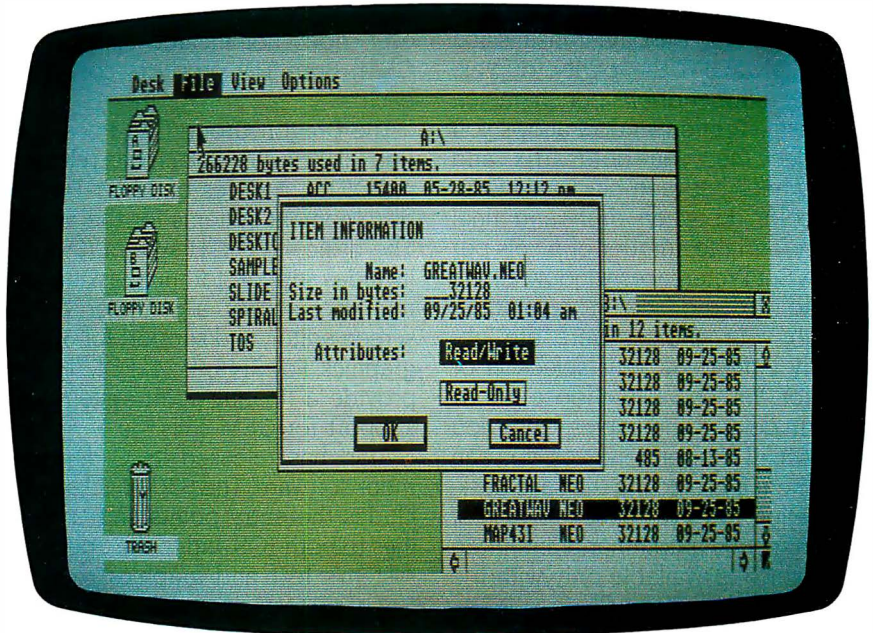 Desk File View Options
A:\
266228 bytes used in 7 items.
DESK1 ACC 15480 05-28-85 12:12 pm
DESK2
DESKTO
SAMPLE
SLIDE
SPIRAL
TOS
A
FLOPPY DISK
B
FLOPPY DISK
TRASH
ITEM INFORMATION
Name: GREATWAV.NEO
Size in bytes: __32128
Last modified: 09/25/85 01:04 am
Attributes: Read/Write
Read-Only
OK Cancel
B:\
in 12 items.
32128 09-25-85
32128 09-25-85
32128 09-25-85
32128 09-25-85
485 08-13-85
FRACTAL NEO 32128 09-25-85
GREATWAV NEO 32128 09-25-85
MAP431 NEO 32128 09-25-85